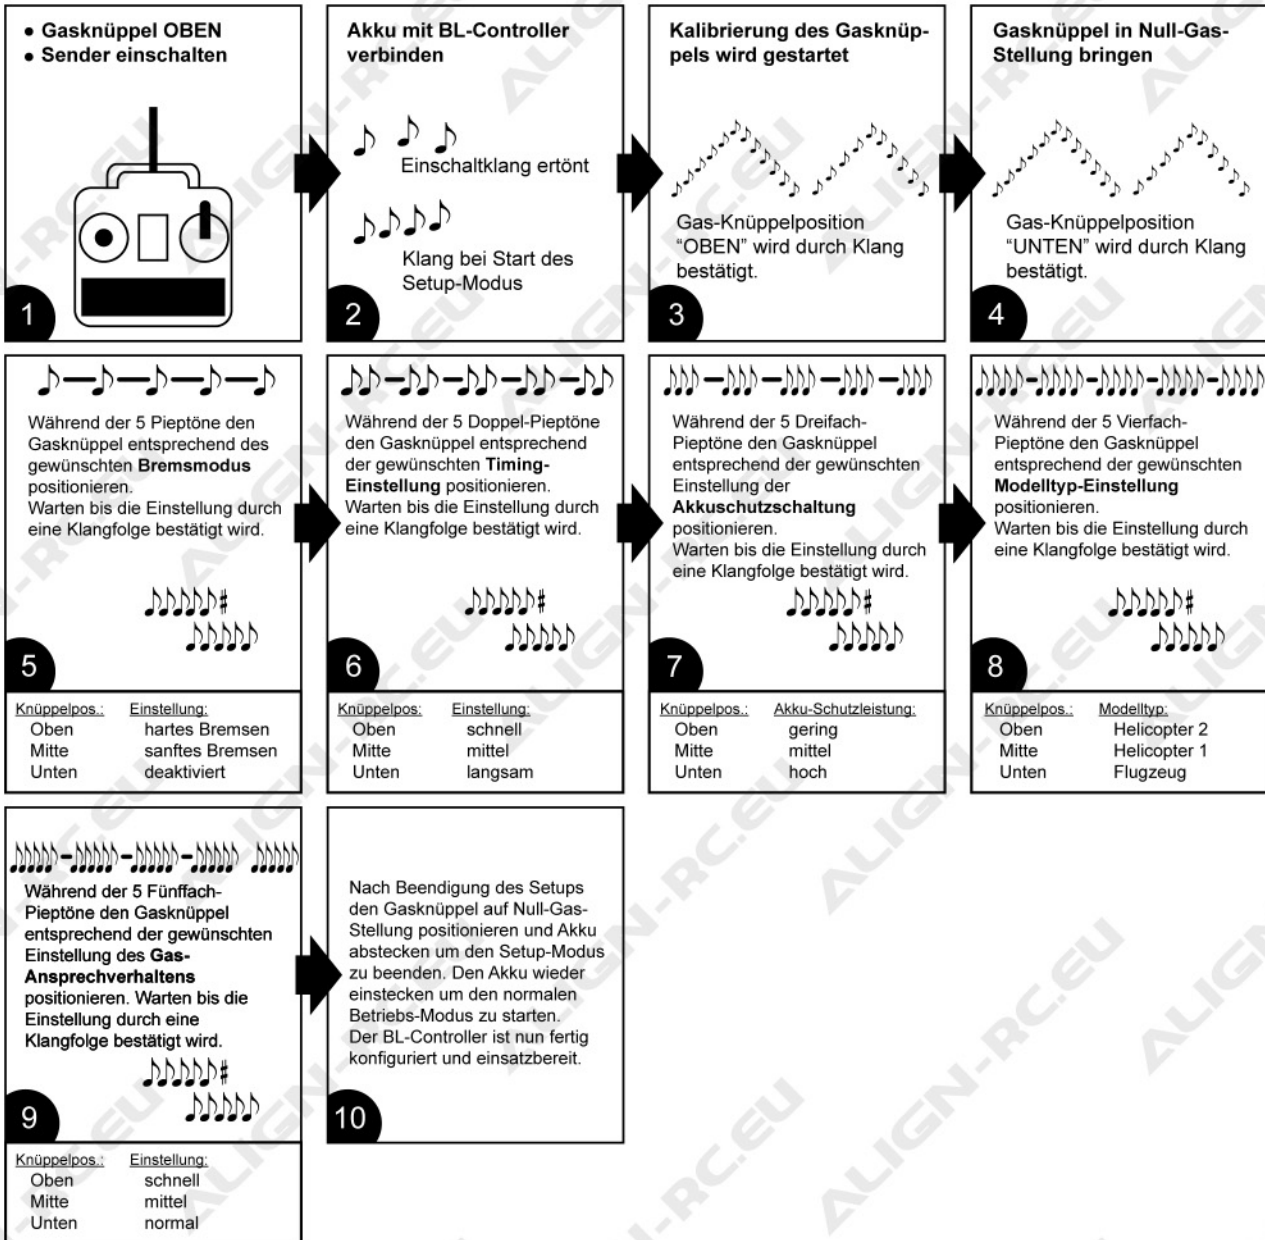 ● Gasknüppel OBEN
● Sender einschalten
1
Akku mit BL-Controller
verbinden
Einschaltklang ertönt
Klang bei Start des
Setup-Modus
2
Kalibrierung des Gasknüp-
pels wird gestartet
Gas-Knüppelposition
“OBEN” wird durch Klang
bestätigt.
3
Gasknüppel in Null-Gas-
Stellung bringen
Gas-Knüppelposition
“UNTEN” wird durch Klang
bestätigt.
4
Während der 5 Pieptöne den
Gasknüppel entsprechend des
gewünschten Bremsmodus
positionieren.
Warten bis die Einstellung durch
eine Klangfolge bestätigt wird.
5
Knüppelpos.: Einstellung:
Oben hartes Bremsen
Mitte sanftes Bremsen
Unten deaktiviert
Während der 5 Doppel-Pieptöne
den Gasknüppel entsprechend
der gewünschten Timing-
Einstellung positionieren.
Warten bis die Einstellung durch
eine Klangfolge bestätigt wird.
6
Knüppelpos: Einstellung:
Oben schnell
Mitte mittel
Unten langsam
Während der 5 Dreifach-
Pieptöne den Gasknüppel
entsprechend der gewünschten
Einstellung der
Akkuschutzschaltung
positionieren.
Warten bis die Einstellung durch
eine Klangfolge bestätigt wird.
7
Knüppelpos.: Akku-Schutzleistung:
Oben gering
Mitte mittel
Unten hoch
Während der 5 Vierfach-
Pieptöne den Gasknüppel
entsprechend der gewünschten
Modelltyp-Einstellung
positionieren.
Warten bis die Einstellung durch
eine Klangfolge bestätigt wird.
8
Knüppelpos.: Modelltyp:
Oben Helicopter 2
Mitte Helicopter 1
Unten Flugzeug
Während der 5 Fünffach-
Pieptöne den Gasknüppel
entsprechend der gewünschten
Einstellung des Gas-
Ansprechverhaltens
positionieren. Warten bis die
Einstellung durch eine
Klangfolge bestätigt wird.
9
Knüppelpos.: Einstellung:
Oben schnell
Mitte mittel
Unten normal
Nach Beendigung des Setups
den Gasknüppel auf Null-Gas-
Stellung positionieren und Akku
abstecken um den Setup-Modus
zu beenden. Den Akku wieder
einstecken um den normalen
Betriebs-Modus zu starten.
Der BL-Controller ist nun fertig
konfiguriert und einsatzbereit.
10
ALIGN-RC.EU